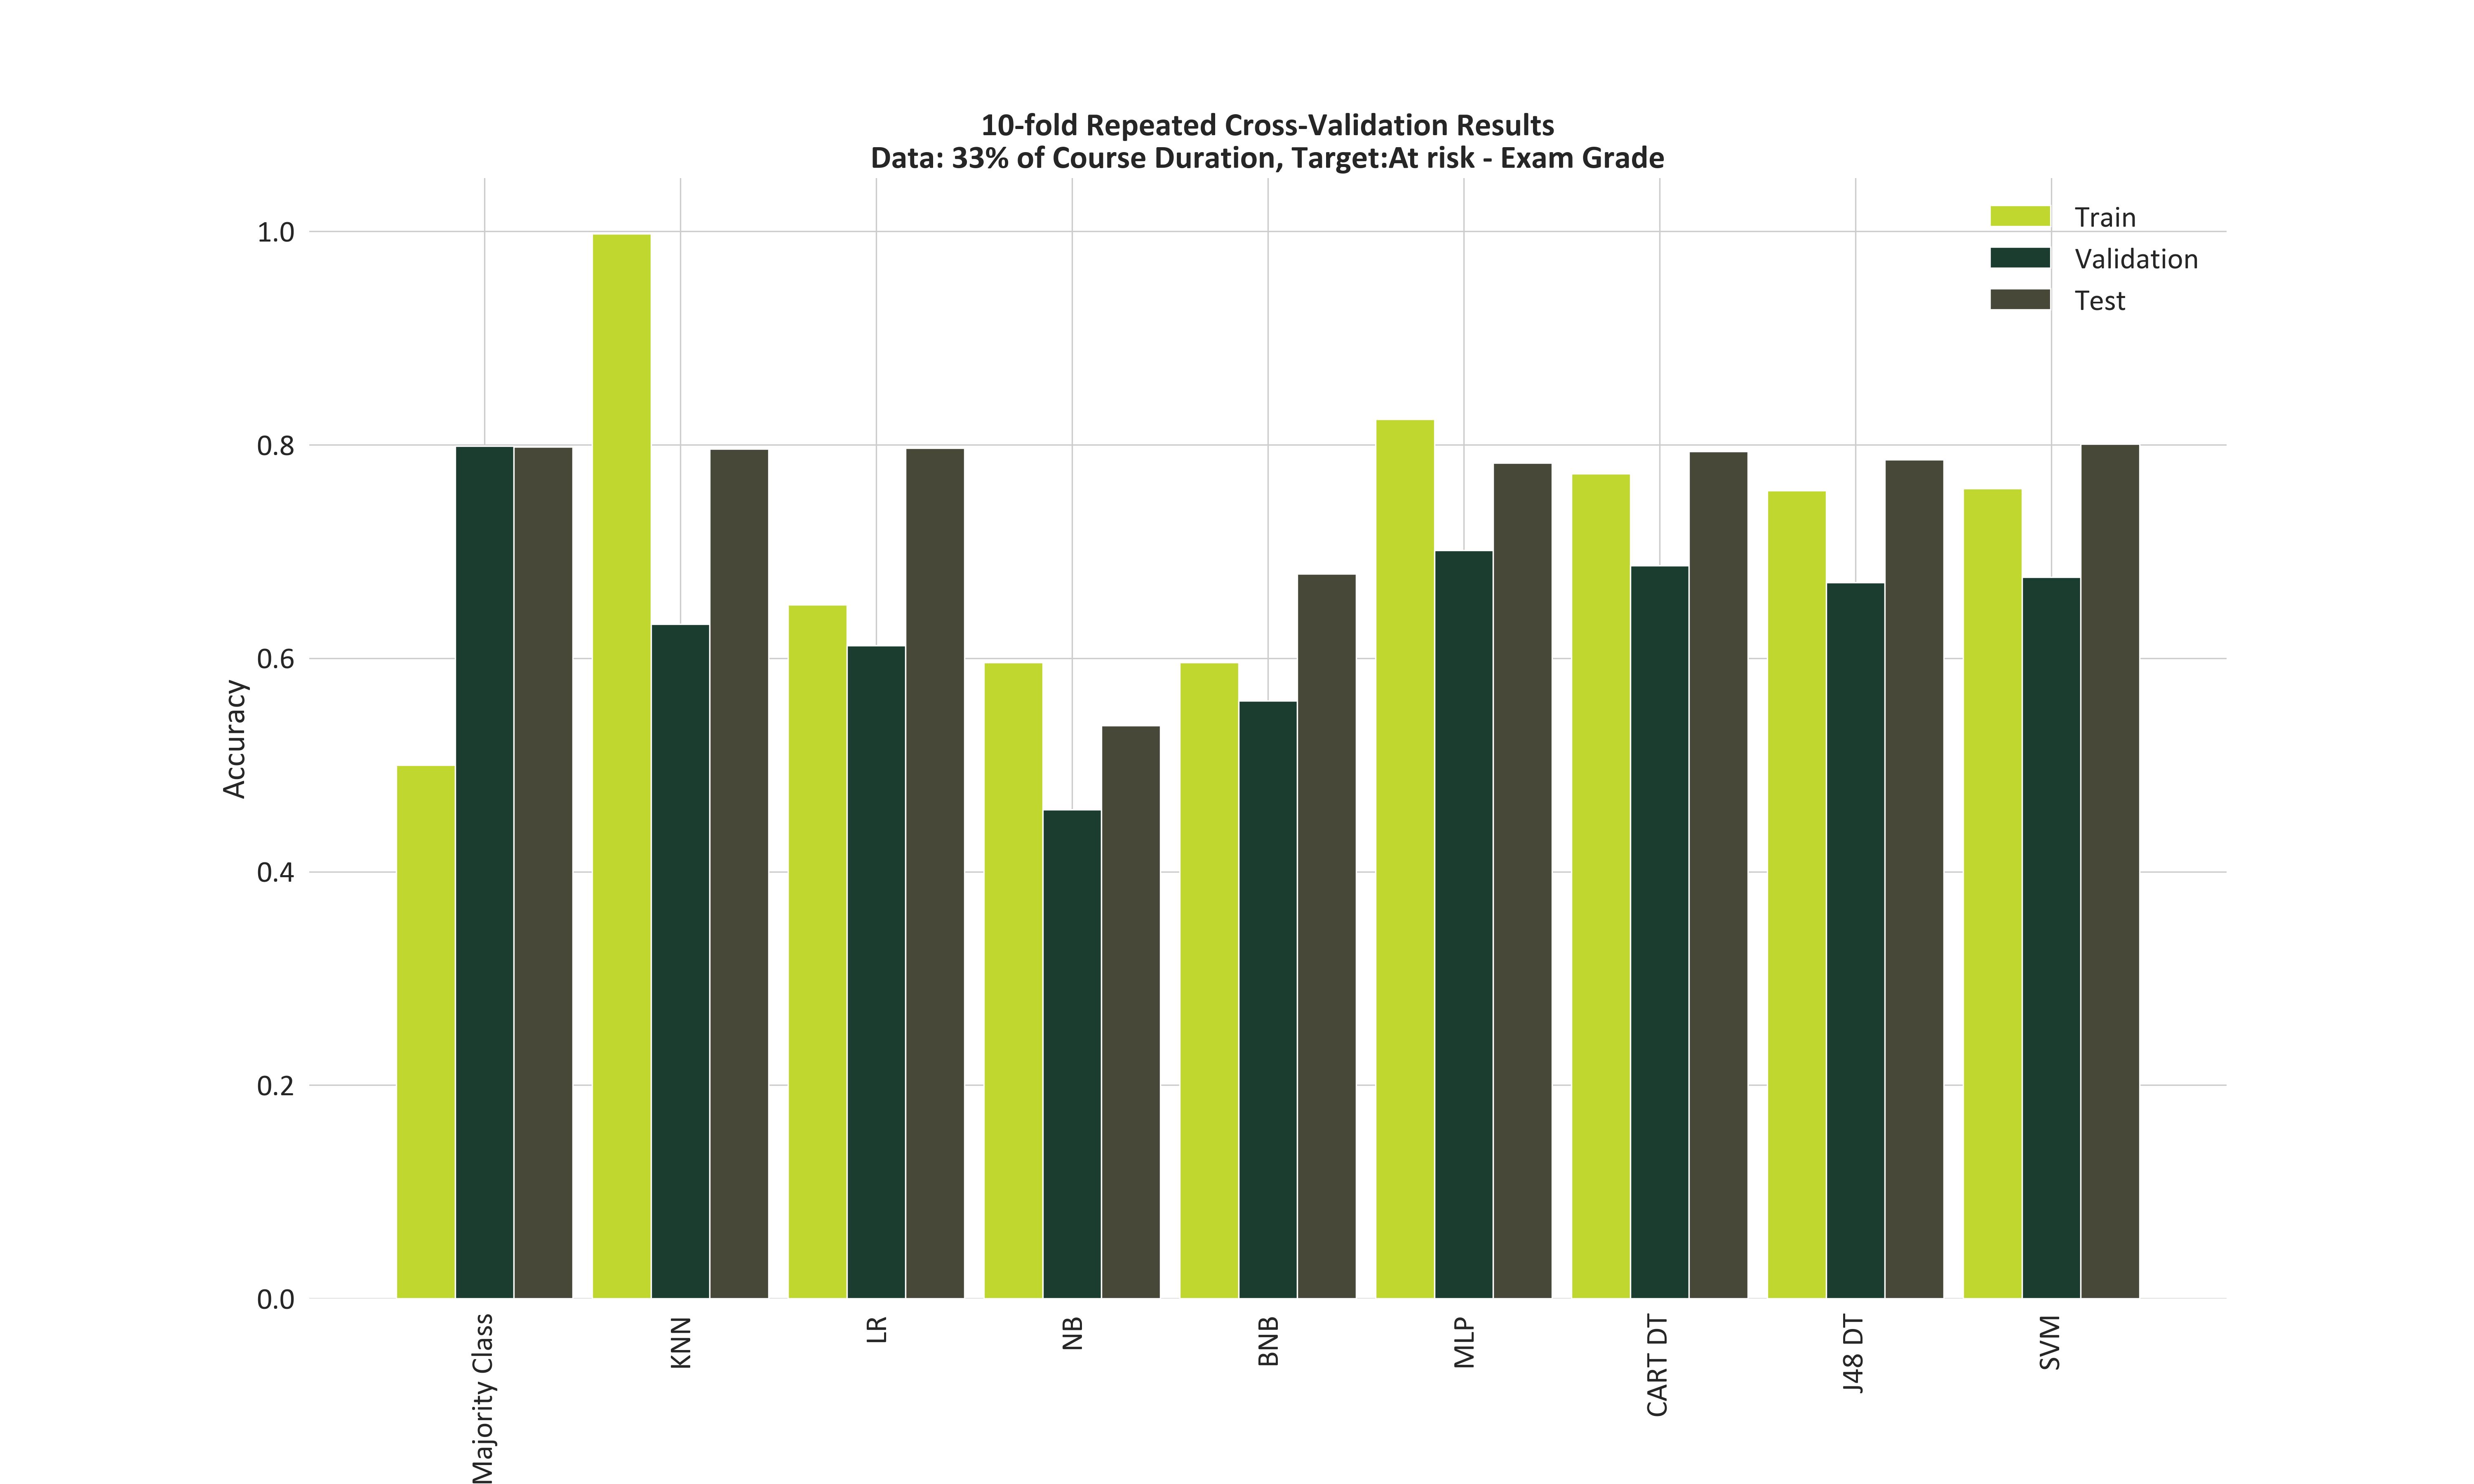 10-fold Repeated Cross-Validation Results
Data: 33% of Course Duration, Target:At risk - Exam Grade
Train
Validation
Test
Accuracy
1.0
0.8
0.6
0.4
0.2
0.0
Majority Class
KNN
LR
NB
BNB
MLP
CART DT
J48 DT
SVM